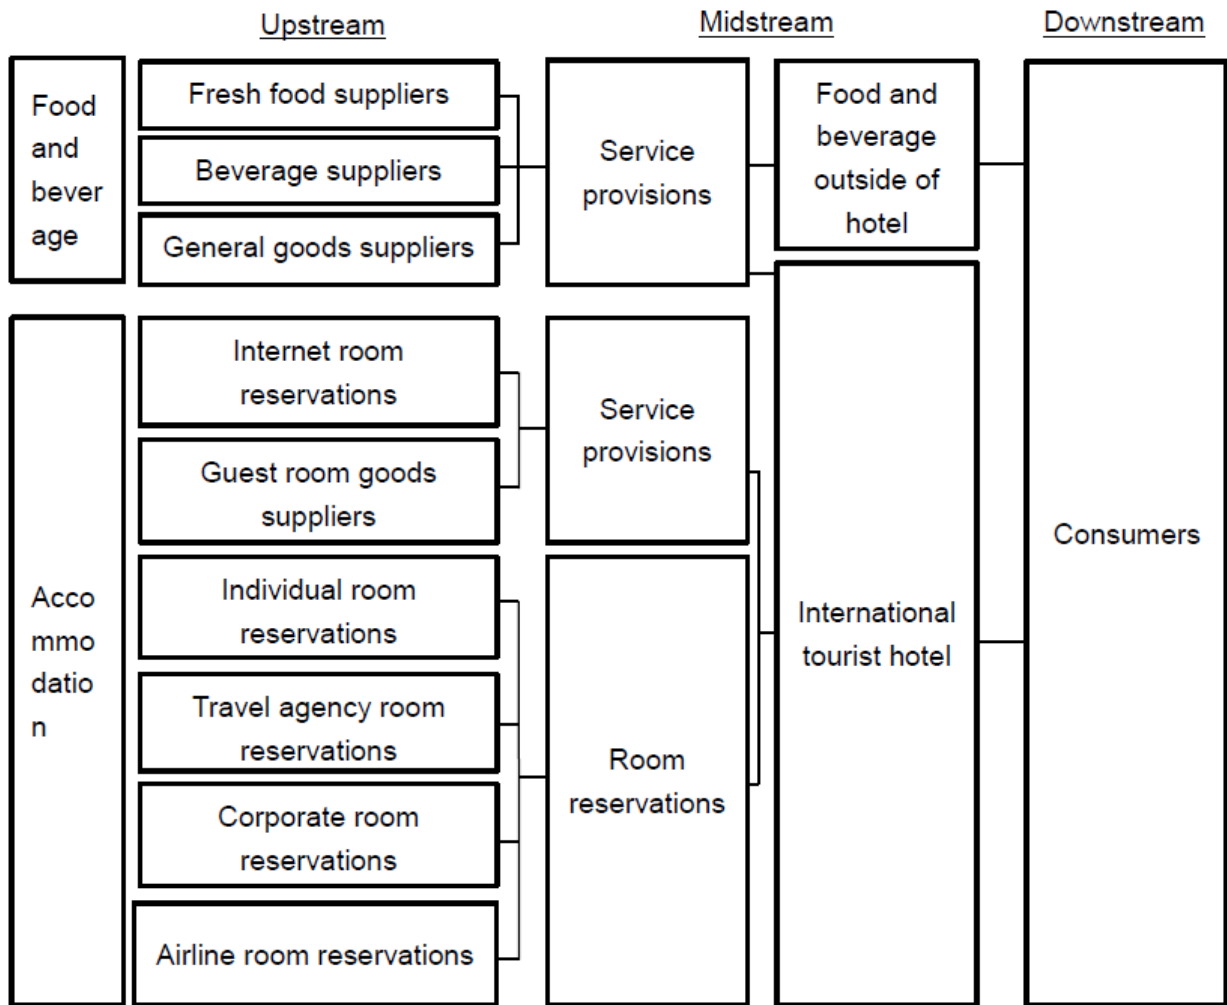 Upstream
Midstream
Downstream
Food
and
bever
age
Fresh food suppliers
Beverage suppliers
General goods suppliers
Service
provisions
Food and
beverage
outside of
hotel
Acco
mmo
datio
n
Internet room
reservations
Guest room goods
suppliers
Individual room
reservations
Travel agency room
reservations
Corporate room
reservations
Airline room reservations
Service
provisions
Room
reservations
International
tourist hotel
Consumers